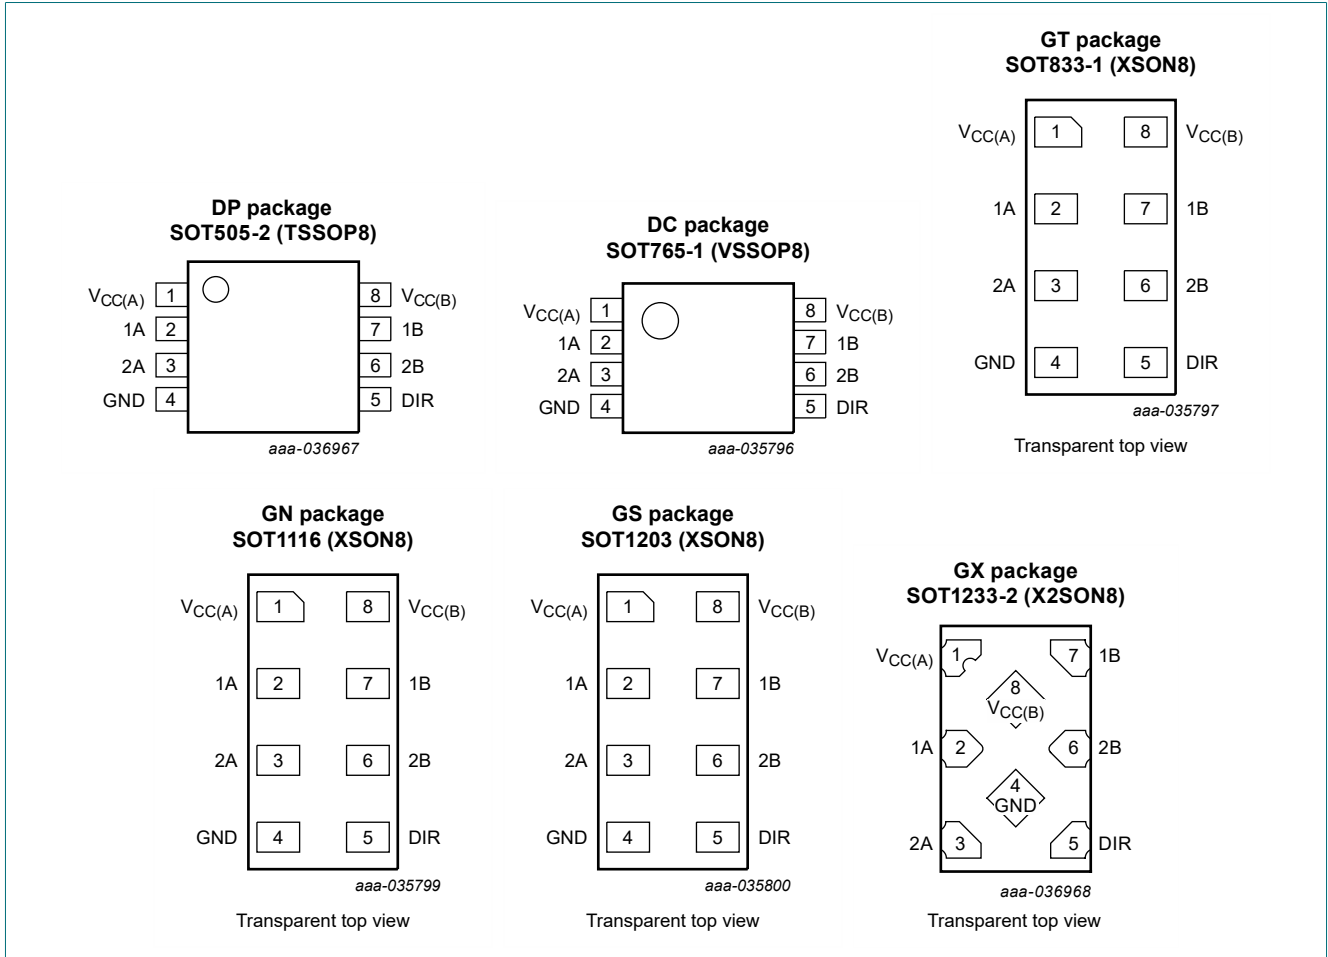 GT package
SOT833-1 (XSON8)
VCC(A) 1 8 VCC(B)
1A 2 7 1B
2A 3 6 2B
GND 4 5 DIR
aaa-035797
Transparent top view
DP package
SOT505-2 (TSSOP8)
VCC(A) 1 8 VCC(B)
1A 2 7 1B
2A 3 6 2B
GND 4 5 DIR
aaa-036967
DC package
SOT765-1 (VSSOP8)
VCC(A) 1 8 VCC(B)
1A 2 7 1B
2A 3 6 2B
GND 4 5 DIR
aaa-035796
GN package
SOT1116 (XSON8)
VCC(A) 1 8 VCC(B)
1A 2 7 1B
2A 3 6 2B
GND 4 5 DIR
aaa-035799
Transparent top view
GS package
SOT1203 (XSON8)
VCC(A) 1 8 VCC(B)
1A 2 7 1B
2A 3 6 2B
GND 4 5 DIR
aaa-035800
Transparent top view
GX package
SOT1233-2 (X2SON8)
VCC(A) 1 7 1B
8
VCC(B)
1A 2 6 2B
4
GND
2A 3 5 DIR
aaa-036968
Transparent top view